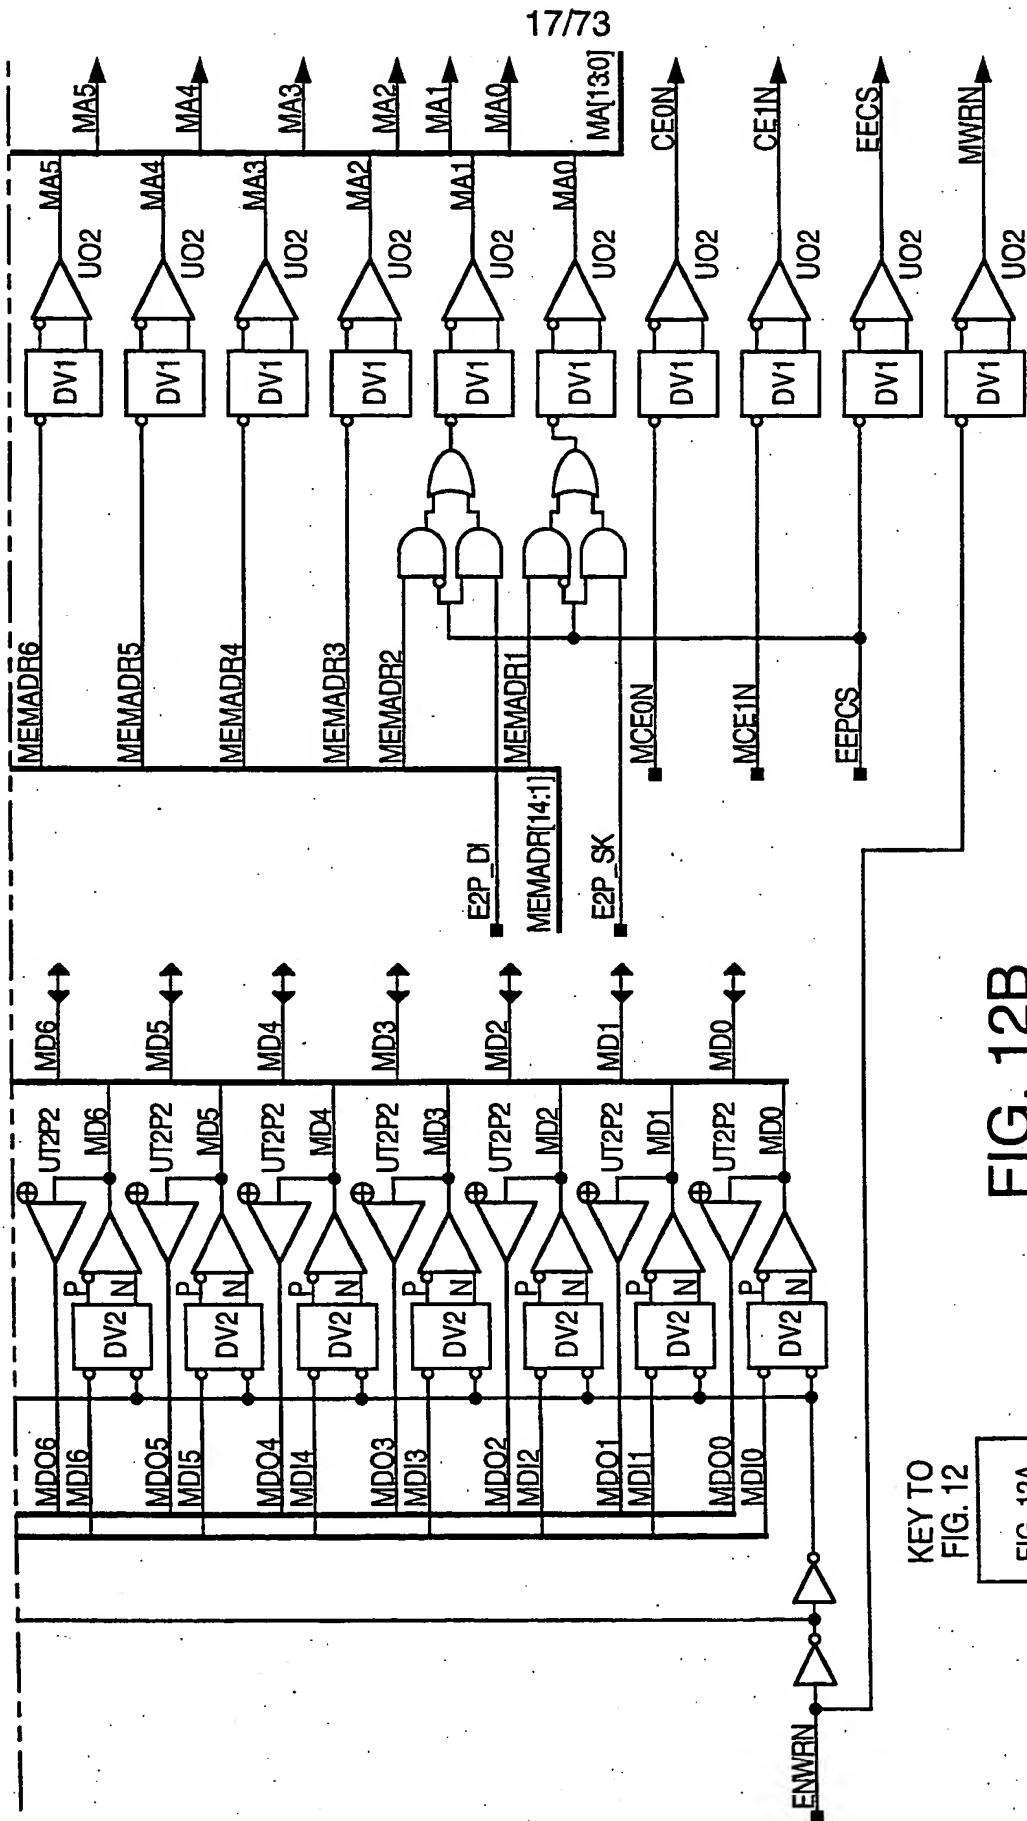 17/73
MA5
MA4
MA3
MA2
MA1
MA0
MA[13:0]
CE0N
CE1N
EECS
MWRN
MA5
MA4
MA3
MA2
MA1
MA0
UO2
UO2
UO2
UO2
UO2
UO2
UO2
UO2
UO2
UO2
DV1
DV1
DV1
DV1
DV1
DV1
DV1
DV1
DV1
DV1
MEMADR6
MEMADR5
MEMADR4
MEMADR3
MEMADR2
MEMADR1
MCE0N
MCE1N
EEPCS
E2P_DI
MEMADR[14:1]
E2P_SK
MD6
MD5
MD4
MD3
MD2
MD1
MD0
UT2P2
MD6
UT2P2
MD5
UT2P2
MD4
UT2P2
MD3
UT2P2
MD2
UT2P2
MD1
UT2P2
MD0
P
N
P
N
P
N
P
N
P
N
P
N
P
N
DV2
DV2
DV2
DV2
DV2
DV2
DV2
MDO6
MDI6
MDO5
MDI5
MDO4
MDI4
MDO3
MDI3
MDO2
MDI2
MDO1
MDI1
MDO0
MDI0
ENWRN
FIG. 12B
KEY TO
FIG. 12
FIG. 12A